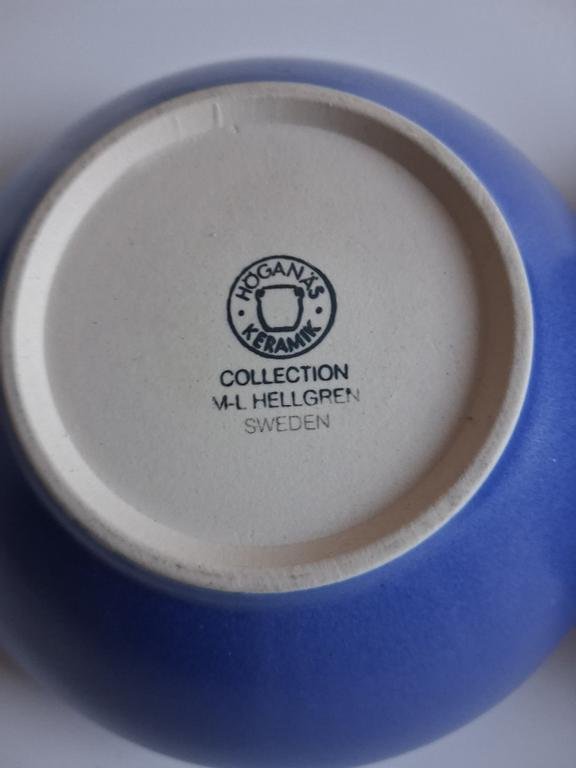 HÖGANÄS
KERAMIK
COLLECTION
M-L HELLGREN
SWEDEN